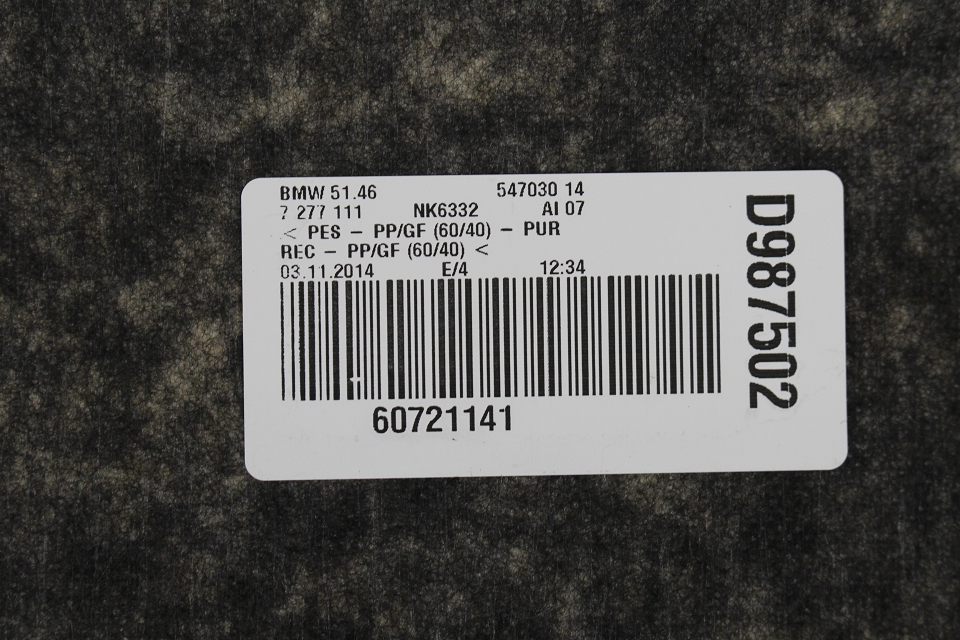 BMW 51.46 547030 14
7 277 111 NK6332 AI 07
< PES – PP/GF (60/40) – PUR
REC – PP/GF (60/40) <
03.11.2014 E/4 12:34
60721141
D987502